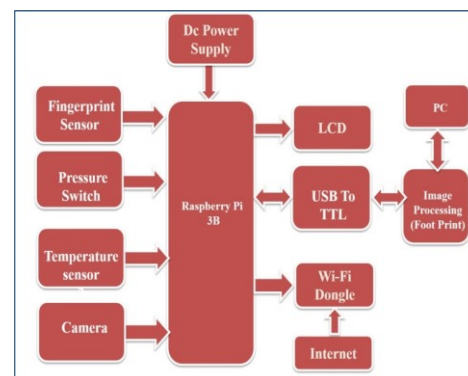 Dc Power
Supply
Fingerprint
Sensor
Pressure
Switch
Temperature
sensor
Camera
Raspberry Pi
3B
LCD
USB To
TTL
Wi-Fi
Dongle
Internet
PC
Image
Processing
(Foot Print)